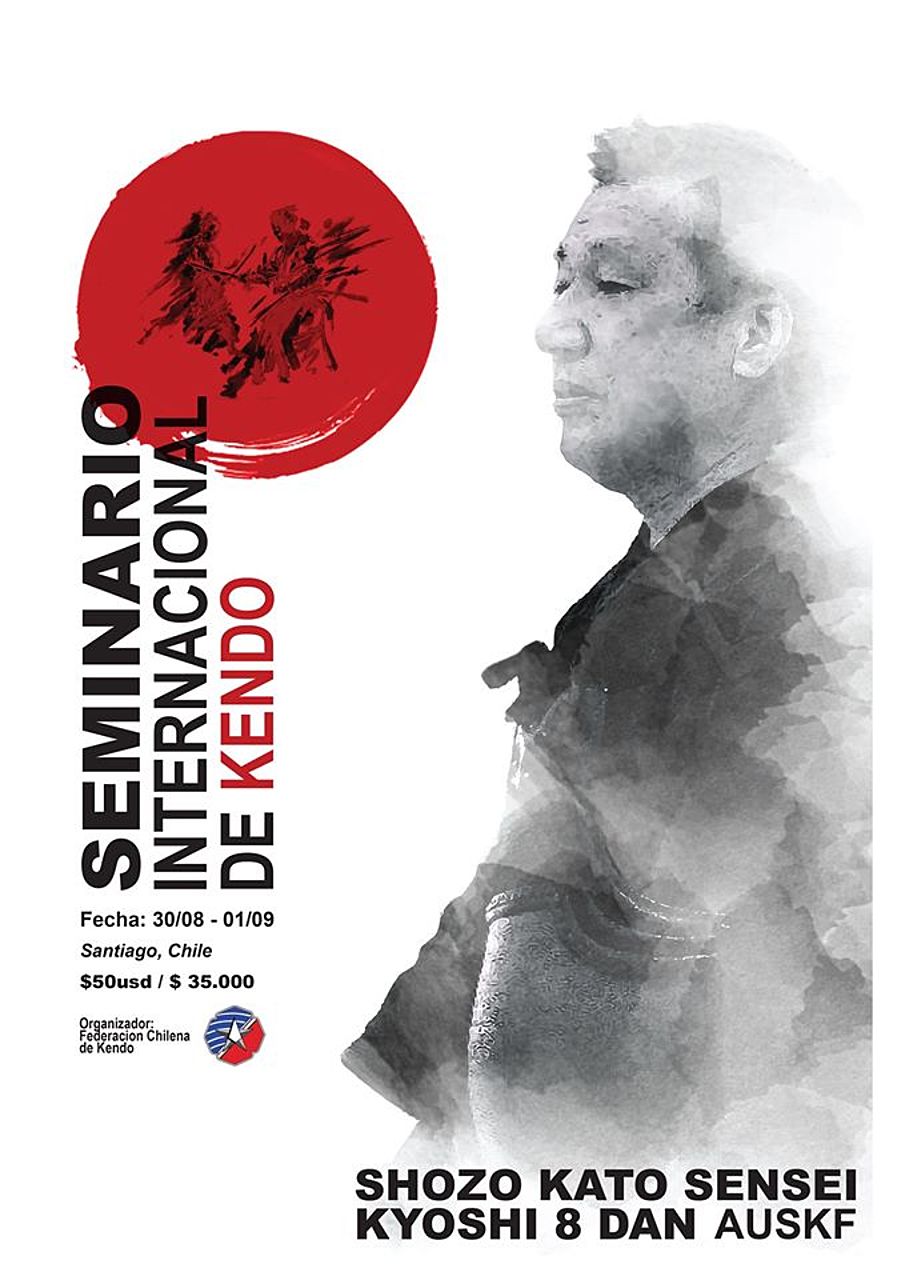 SEMINARIO
INTERNACIONAL
DE KENDO
Fecha: 30/08 - 01/09
Santiago, Chile
$50usd / $ 35.000
Organizador:
Federacion Chilena
de Kendo
SHOZO KATO SENSEI
KYOSHI 8 DAN AUSKF